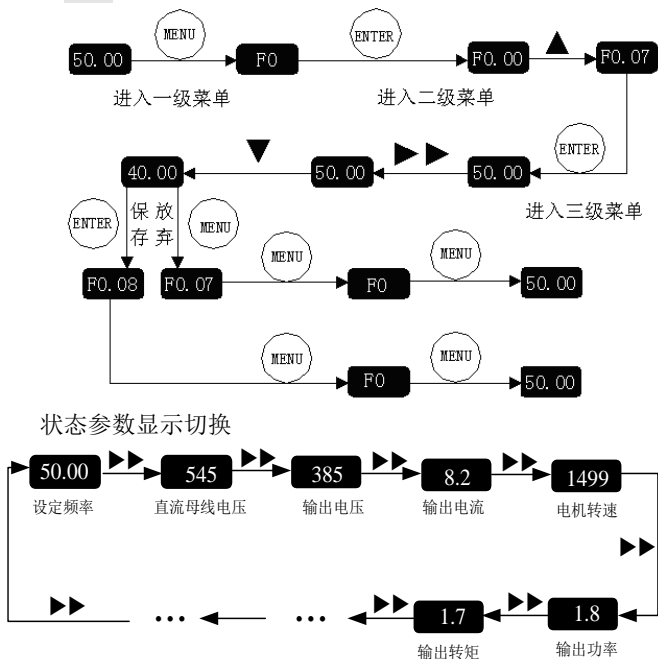 MENU
ENTER
50.00
F0
F0.00
F0.07
进入一级菜单
进入二级菜单
ENTER
40.00
50.00
50.00
进入三级菜单
ENTER
保存
放弃
MENU
F0.08
F0.07
MENU
F0
MENU
50.00
MENU
F0
MENU
50.00
状态参数显示切换
50.00
545
385
8.2
1499
设定频率
直流母线电压
输出电压
输出电流
电机转速
...
...
1.7
1.8
输出转矩
输出功率